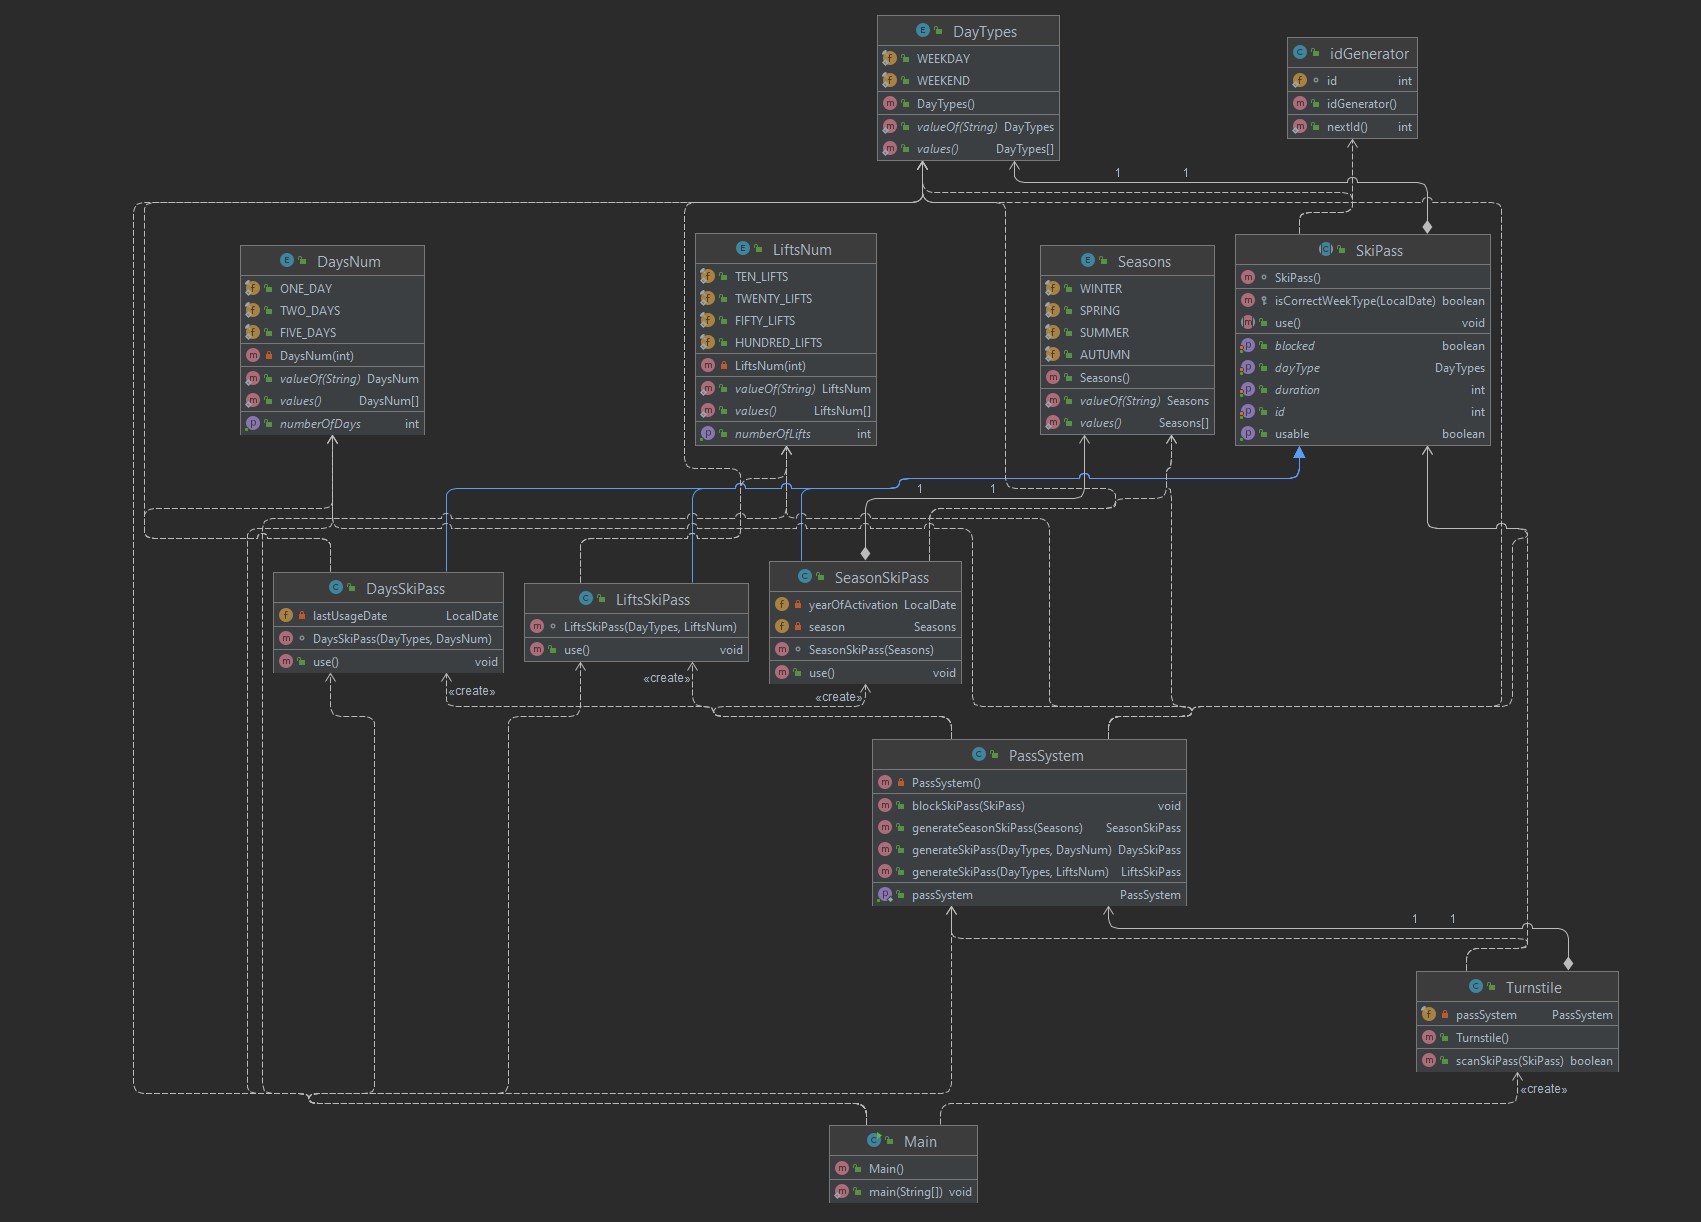 DayTypes
WEEKDAY
WEEKEND
DayTypes()
valueOf(String) DayTypes
values() DayTypes[]
idGenerator
id int
idGenerator()
nextId() int
1 1
DaysNum
ONE_DAY
TWO_DAYS
FIVE_DAYS
DaysNum(int)
valueOf(String) DaysNum
values() DaysNum[]
numberOfDays int
LiftsNum
TEN_LIFTS
TWENTY_LIFTS
FIFTY_LIFTS
HUNDRED_LIFTS
LiftsNum(int)
valueOf(String) LiftsNum
values() LiftsNum[]
numberOfLifts int
Seasons
WINTER
SPRING
SUMMER
AUTUMN
Seasons()
valueOf(String) Seasons
values() Seasons[]
SkiPass
SkiPass()
isCorrectWeekType(LocalDate) boolean
use() void
blocked boolean
dayType DayTypes
duration int
id int
usable boolean
1 1
DaysSkiPass
lastUsageDate LocalDate
DaysSkiPass(DayTypes, DaysNum)
use() void
«create»
LiftsSkiPass
LiftsSkiPass(DayTypes, LiftsNum)
use() void
«create»
SeasonSkiPass
yearOfActivation LocalDate
season Seasons
SeasonSkiPass(Seasons)
use() void
«create»
PassSystem
PassSystem()
blockSkiPass(SkiPass) void
generateSeasonSkiPass(Seasons) SeasonSkiPass
generateSkiPass(DayTypes, DaysNum) DaysSkiPass
generateSkiPass(DayTypes, LiftsNum) LiftsSkiPass
passSystem PassSystem
1 1
Turnstile
passSystem PassSystem
Turnstile()
scanSkiPass(SkiPass) boolean
«create»
Main
Main()
main(String[]) void